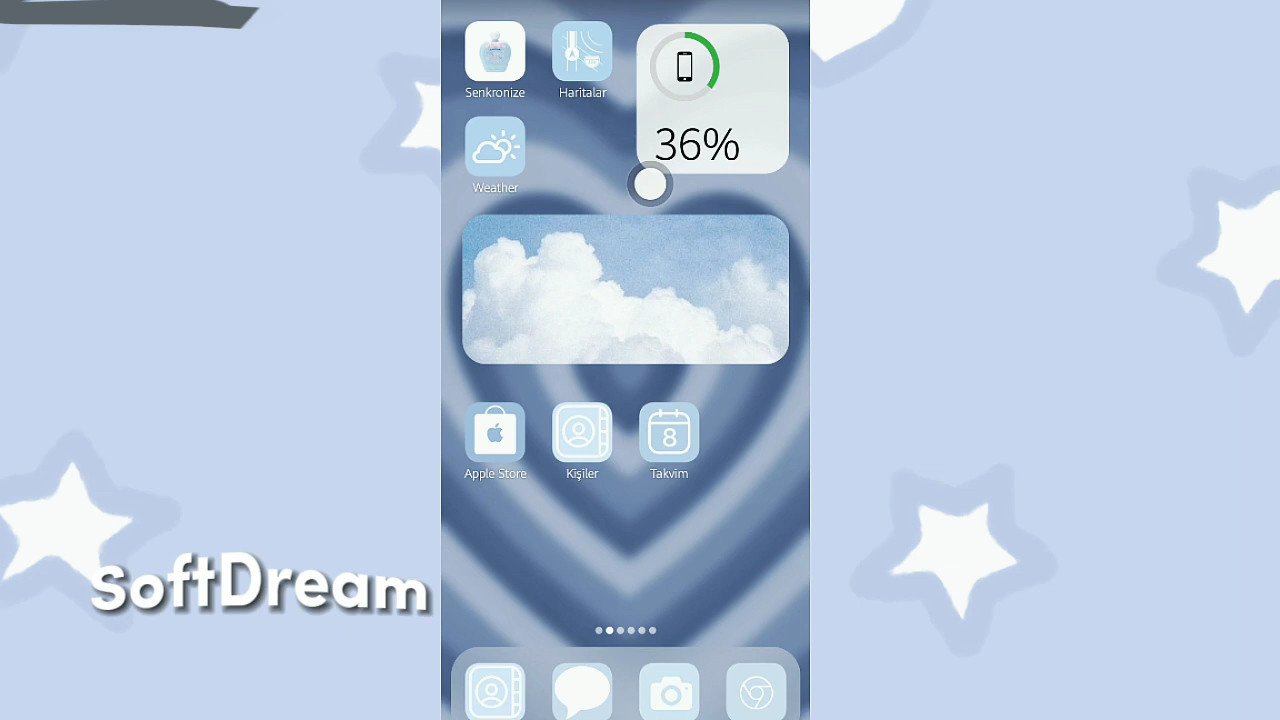 Senkronize
Haritalar
36%
Weather
8
Apple Store
Kişiler
Takvim
SoftDream